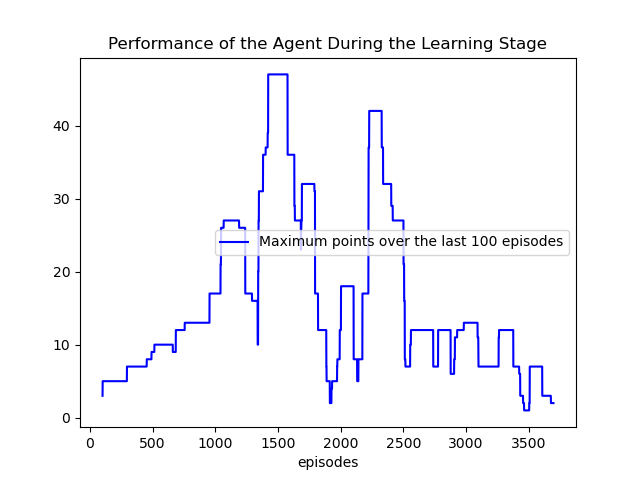 Performance of the Agent During the Learning Stage
40
30
Maximum points over the last 100 episodes
20
10
0
0 500 1000 1500 2000 2500 3000 3500
episodes